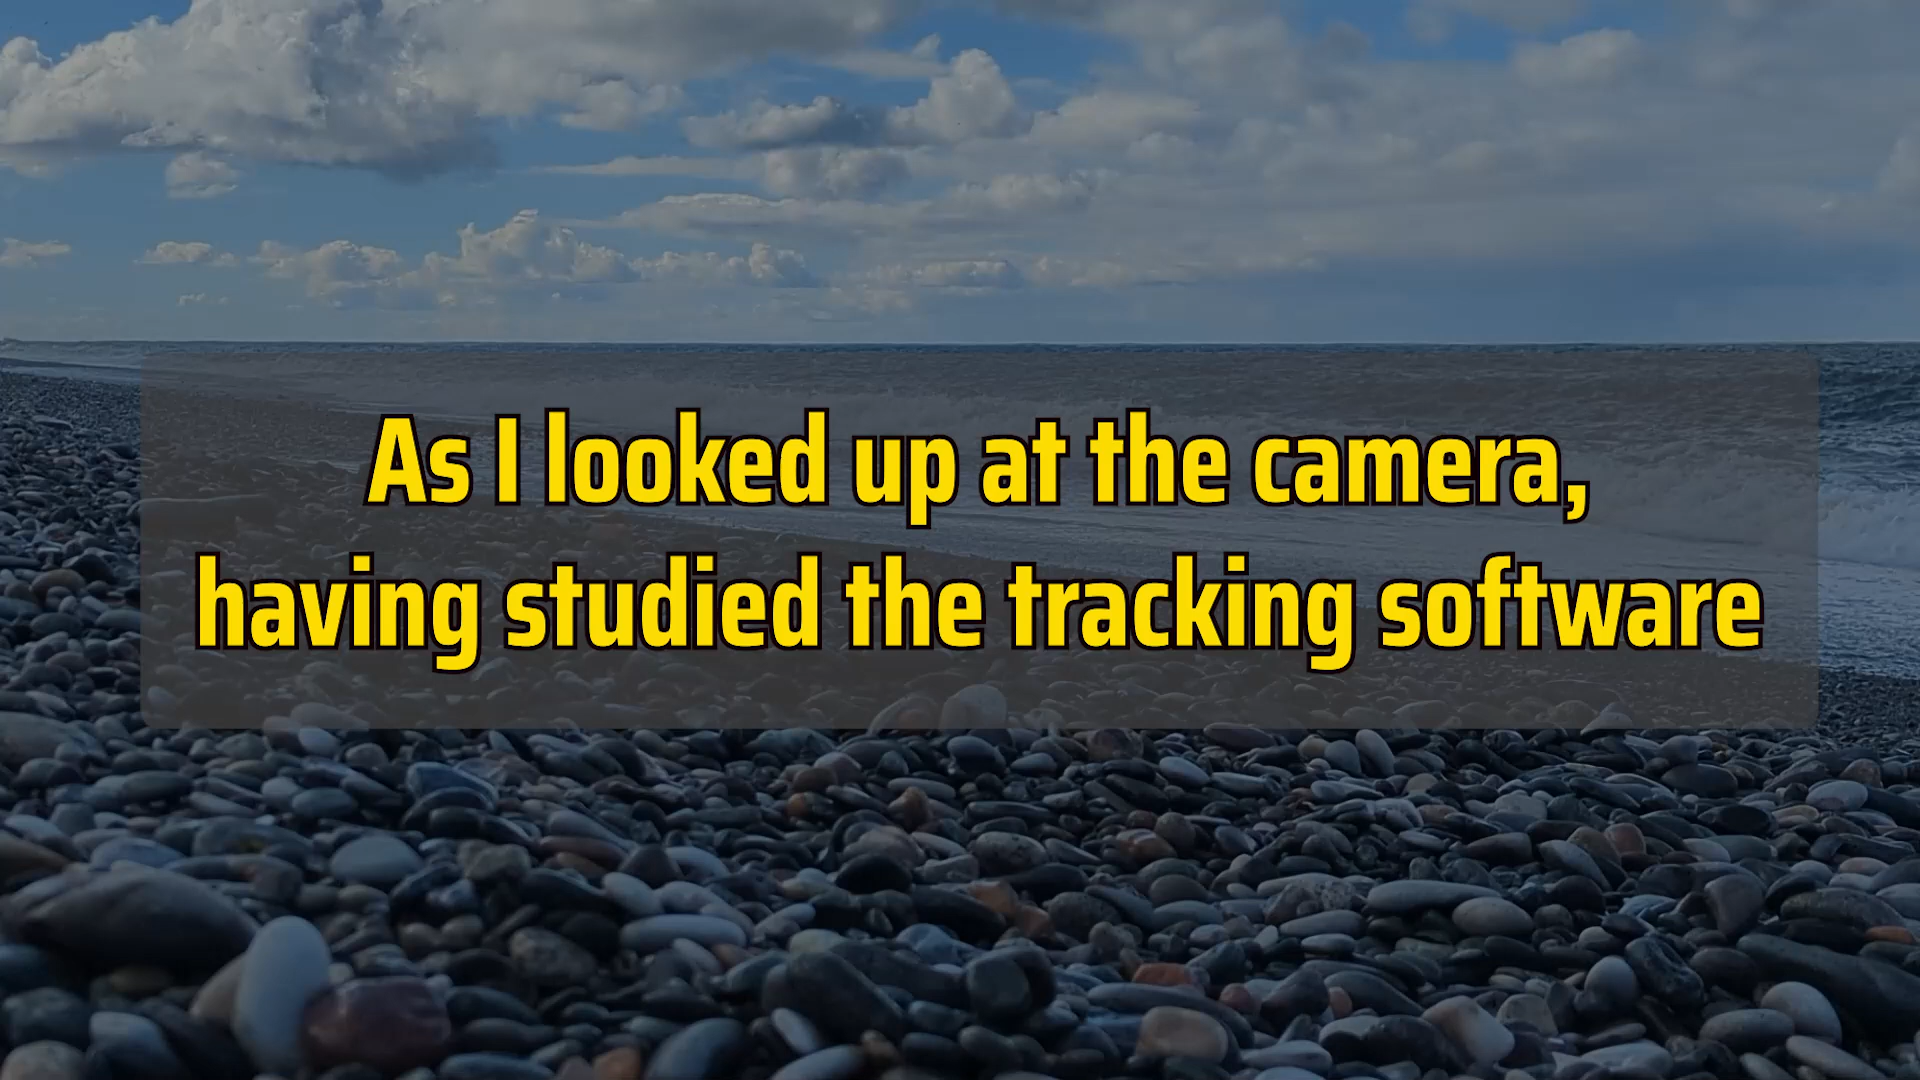 As I looked up at the camera,
having studied the tracking software